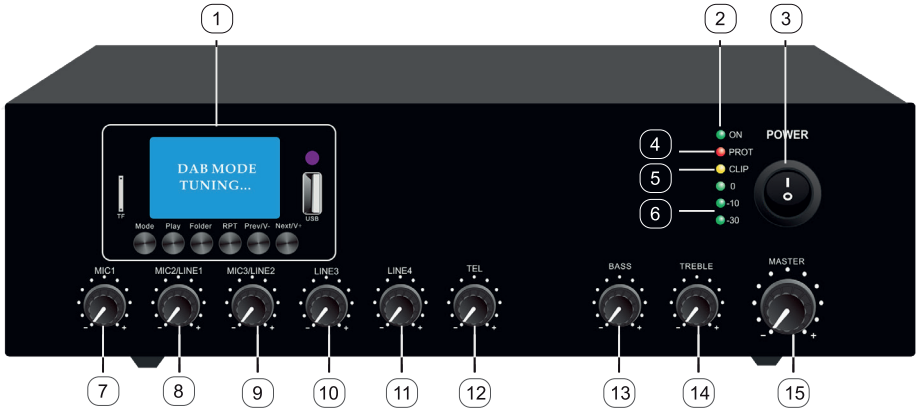 1
2
3
ON
POWER
4
PROT
5
CLIP
0
6
-10
-30
DAB MODE
TUNING...
TF
USB
Mode Play Folder RPT Prev/V- Next/V+
MIC1 MIC2/LINE1 MIC3/LINE2 LINE3 LINE4 TEL BASS TREBLE MASTER
- + - + - + - + - + - + - + - + - +
7 8 9 10 11 12 13 14 15